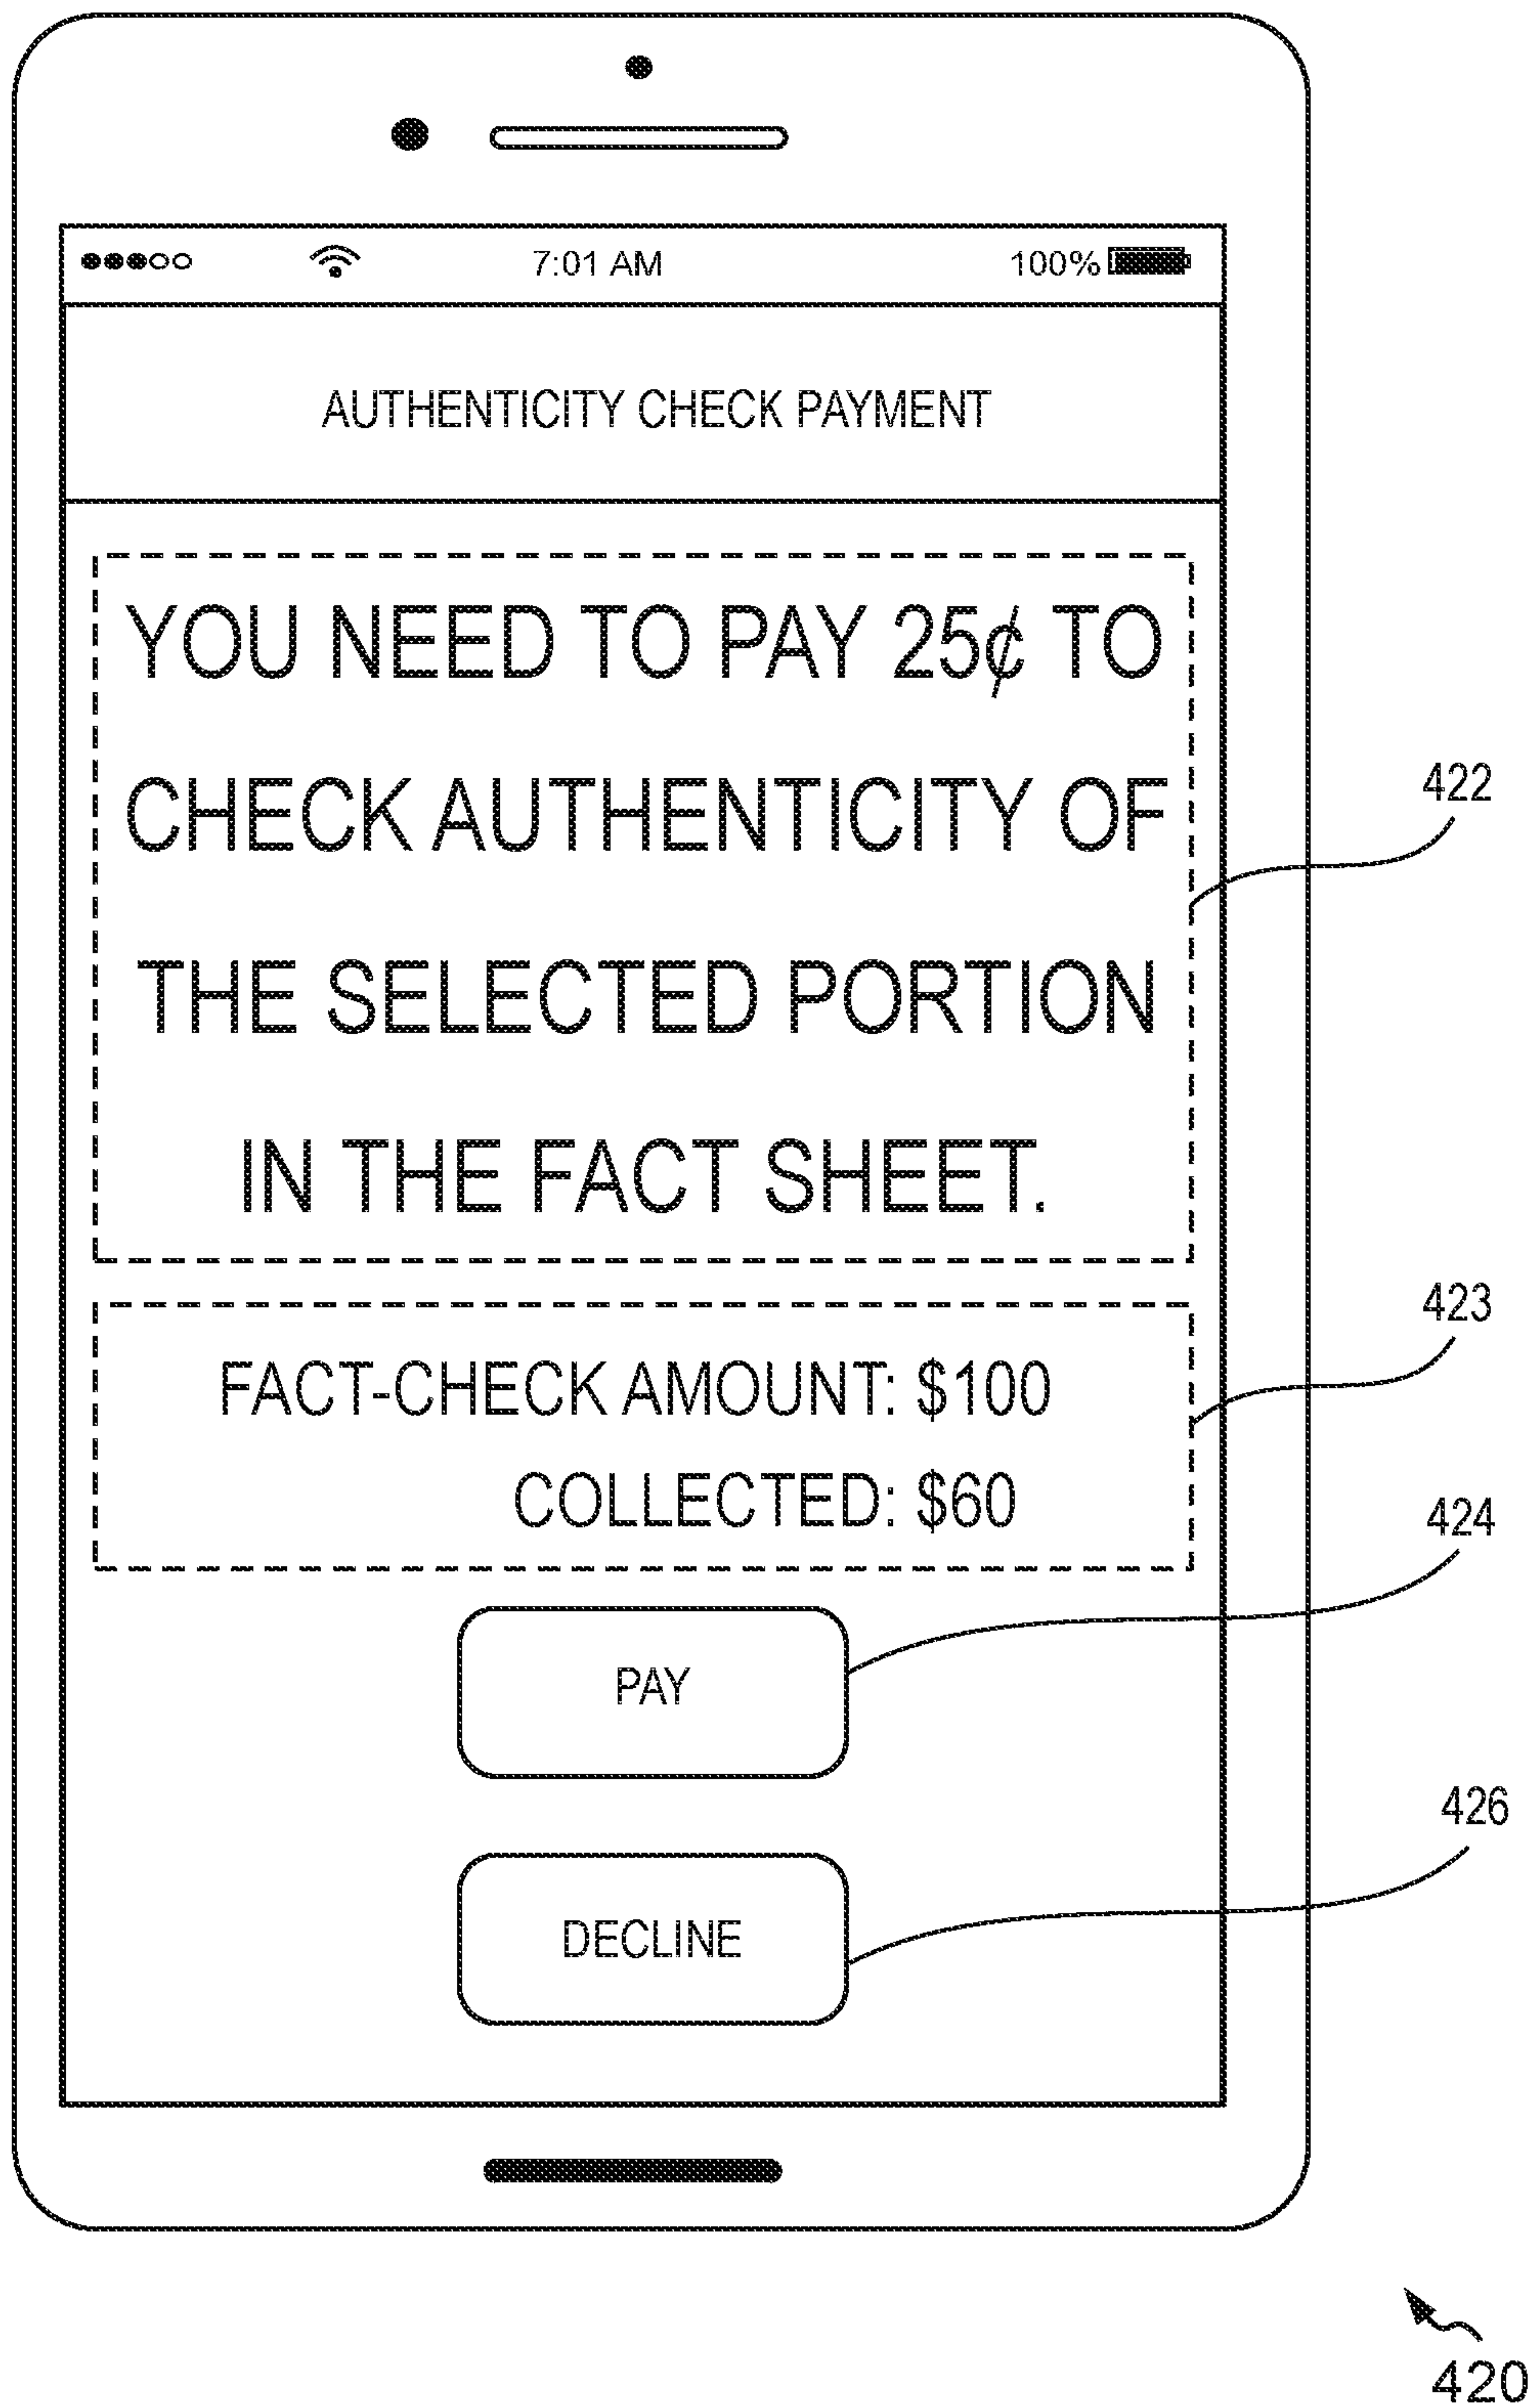 7:01 AM 100%
AUTHENTICITY CHECK PAYMENT
YOU NEED TO PAY 25¢ TO
CHECK AUTHENTICITY OF
THE SELECTED PORTION
IN THE FACT SHEET.
422
FACT-CHECK AMOUNT: $100
COLLECTED: $60
423
PAY
424
DECLINE
426
420